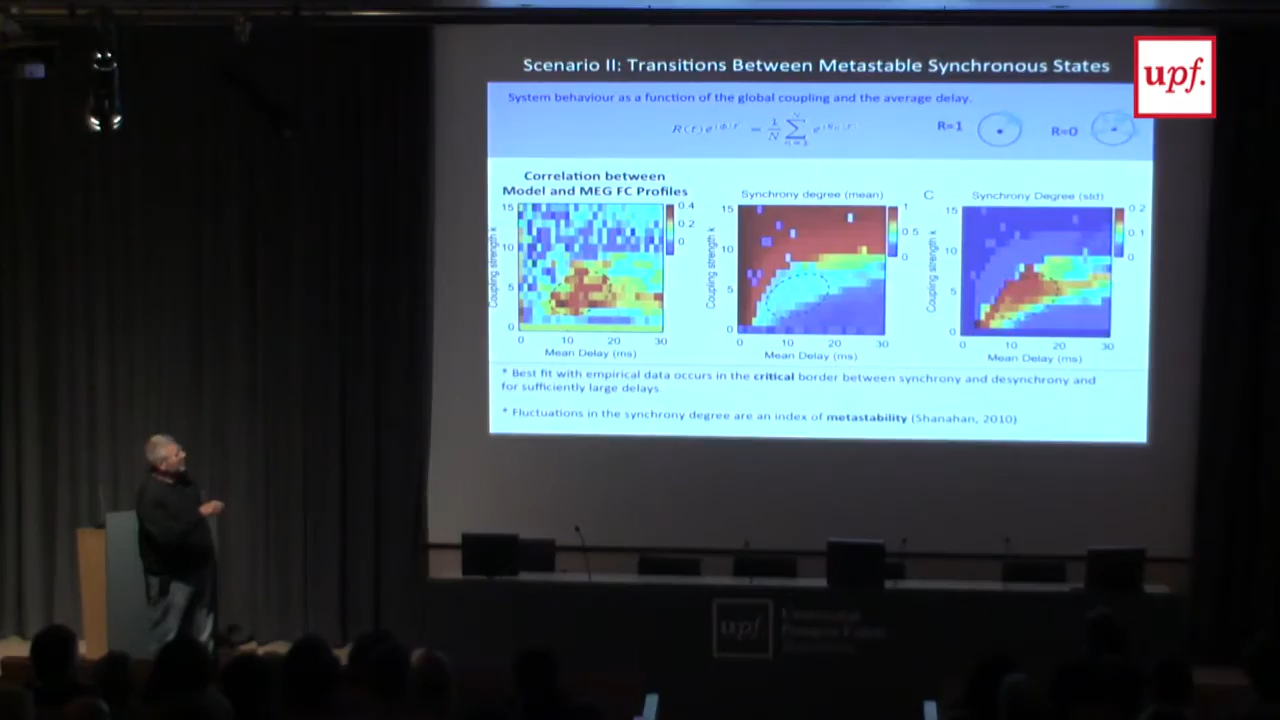 Scenario II: Transitions Between Metastable Synchronous States
upf.
System behaviour as a function of the global coupling and the average delay.
R=1
R=0
Correlation between
Model and MEG FC Profiles
Synchrony degree (mean)
C Synchrony Degree (std)
15
10
5
0
Coupling strength k
0.4
0.2
0
0 10 20 30
Mean Delay (ms)
15
10
5
0
Coupling strength k
1
0.5
0
0 10 20 30
Mean Delay (ms)
15
10
5
0
Coupling strength k
0.2
0.1
0
0 10 20 30
Mean Delay (ms)
* Best fit with empirical data occurs in the critical border between synchrony and desynchrony and
for sufficiently large delays.
* Fluctuations in the synchrony degree are an index of metastability (Shanahan, 2010)
upf.